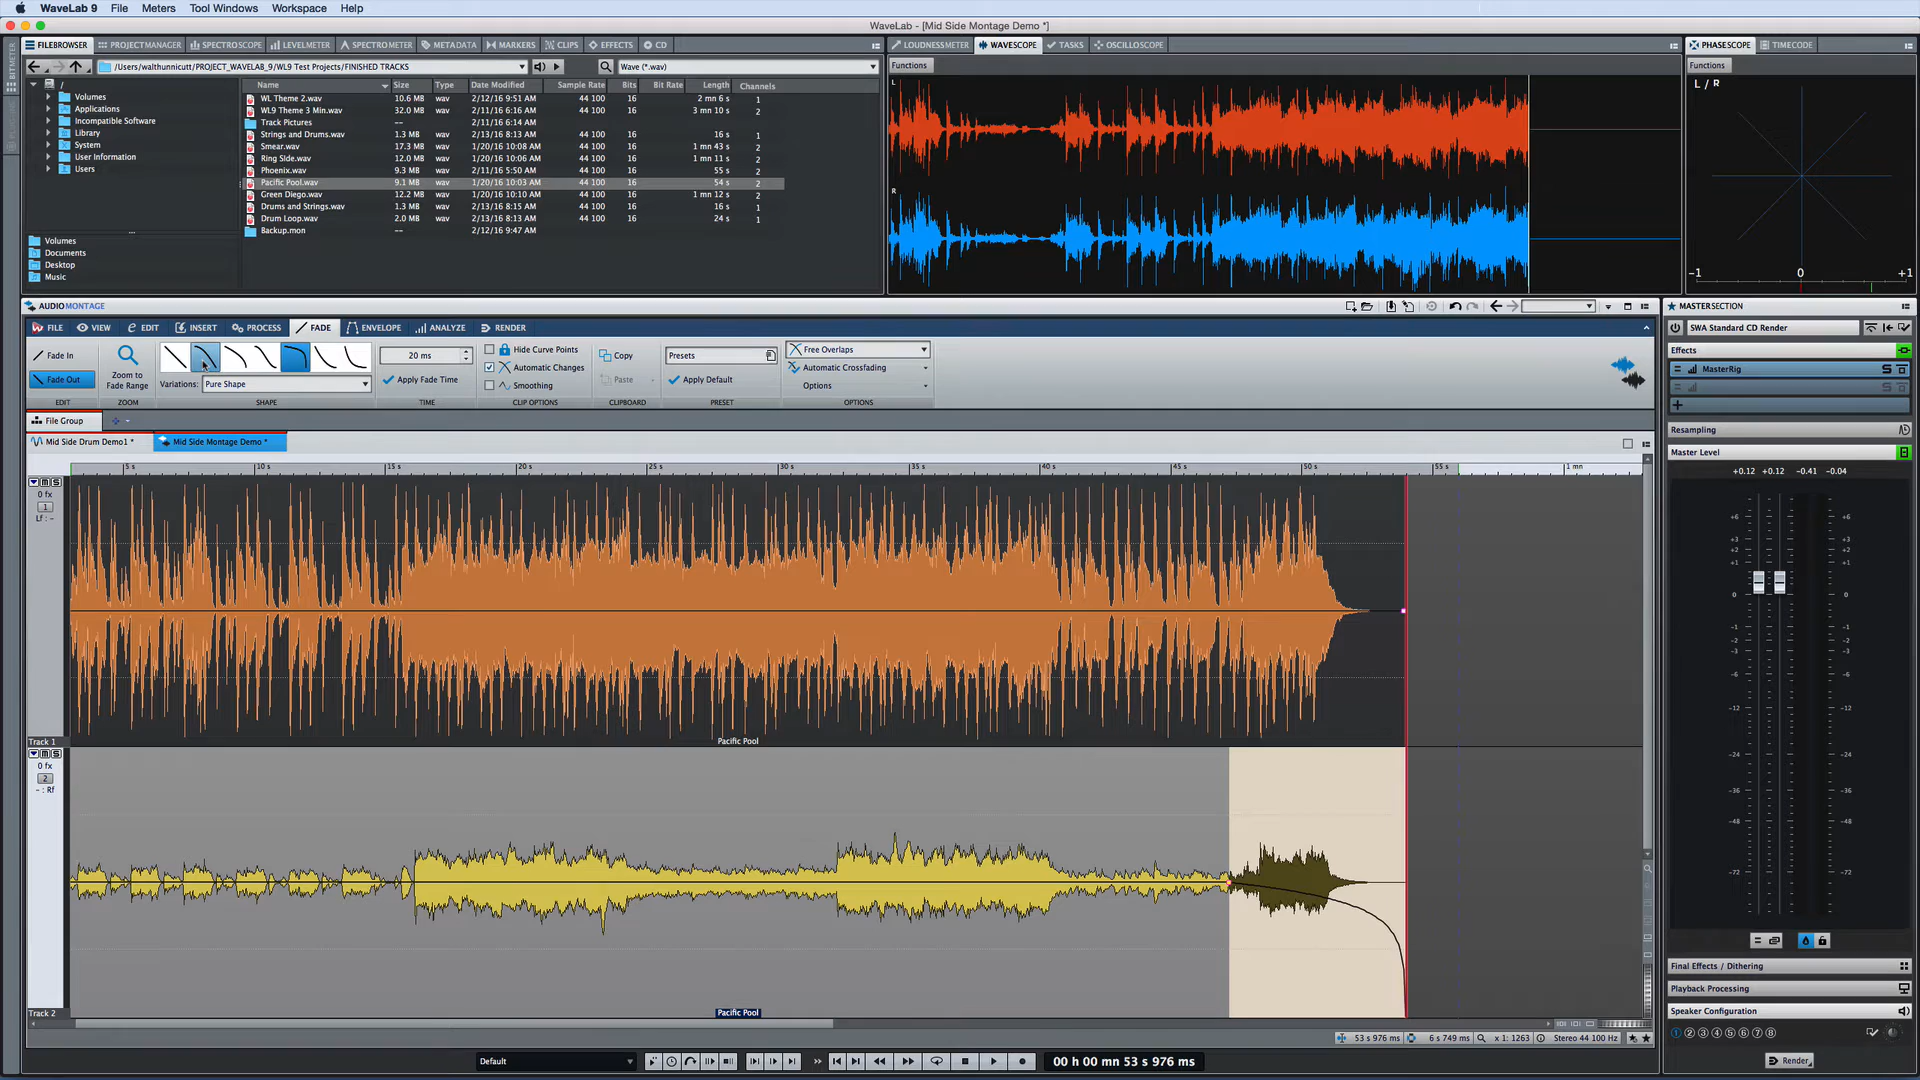 WaveLab 9 File Meters Tool Windows Workspace Help
WaveLab - [Mid Side Montage Demo *]
FILEBROWSER PROJECTMANAGER SPECTROSCOPE LEVELMETER SPECTROMETER METADATA MARKERS CLIPS EFFECTS CD
LOUDNESSMETER WAVESCOPE TASKS OSCILLOSCOPE
PHASESCOPE TIMECODE
BITMETER
/Users/walthunnicutt/PROJECT_WAVELAB_9/WL9 Test Projects/FINISHED TRACKS
Wave (*.wav)
Functions
Functions
/
Volumes
Applications
Incompatible Software
Library
System
User Information
Users
Volumes
Documents
Desktop
Music
Name Size Type Date Modified Sample Rate Bits Bit Rate Length Channels
WL Theme 2.wav 10.6 MB wav 2/12/16 9:51 AM 44 100 16 2 mn 6 s 1
WL9 Theme 3 Min.wav 32.0 MB wav 2/11/16 6:16 AM 44 100 16 3 mn 10 s 2
Track Pictures -- 2/11/16 6:14 AM
Strings and Drums.wav 1.3 MB wav 2/13/16 8:13 AM 44 100 16 16 s 1
Smear.wav 17.3 MB wav 1/20/16 10:08 AM 44 100 16 1 mn 43 s 2
Ring Side.wav 12.0 MB wav 1/20/16 10:06 AM 44 100 16 1 mn 11 s 2
Phoenix.wav 9.3 MB wav 2/11/16 5:50 AM 44 100 16 55 s 2
Pacific Pool.wav 9.1 MB wav 1/20/16 10:03 AM 44 100 16 54 s 2
Green Diego.wav 12.2 MB wav 1/20/16 10:10 AM 44 100 16 1 mn 12 s 2
Drums and Strings.wav 1.3 MB wav 2/13/16 8:15 AM 44 100 16 16 s 1
Drum Loop.wav 2.0 MB wav 2/13/16 8:13 AM 44 100 16 24 s 1
Backup.mon -- 2/12/16 9:47 AM
L
R
L / R
-1 0 +1
AUDIOMONTAGE
FILE VIEW EDIT INSERT PROCESS FADE ENVELOPE ANALYZE RENDER
Fade In
Fade Out
EDIT
Zoom to
Fade Range
ZOOM
Variations: Pure Shape
SHAPE
20 ms
Apply Fade Time
TIME
Hide Curve Points
Automatic Changes
Smoothing
CLIP OPTIONS
Copy
Paste
CLIPBOARD
Presets
Apply Default
PRESET
Free Overlaps
Automatic Crossfading
Options
OPTIONS
File Group
Mid Side Drum Demo1 * Mid Side Montage Demo *
5 s 10 s 15 s 20 s 25 s 30 s 35 s 40 s 45 s 50 s 55 s 1 mn
0 fx
1
Lf : -
Track 1
Pacific Pool
0 fx
2
- : Rf
Track 2
Pacific Pool
53 s 976 ms 6 s 749 ms x 1: 1263 Stereo 44 100 Hz
Default
00 h 00 mn 53 s 976 ms
MASTERSECTION
SWA Standard CD Render
Effects
MasterRig S
S
Resampling
Master Level
+0.12 +0.12 -0.41 -0.04
+6 +6
+3 +3
+2 +2
+1 +1
0 0
-1 -1
-2 -2
-3 -3
-6 -6
-12 -12
-24 -24
-36 -36
-48 -48
-72 -72
Final Effects / Dithering
Playback Processing
Speaker Configuration
1 2 3 4 5 6 7 8
Render